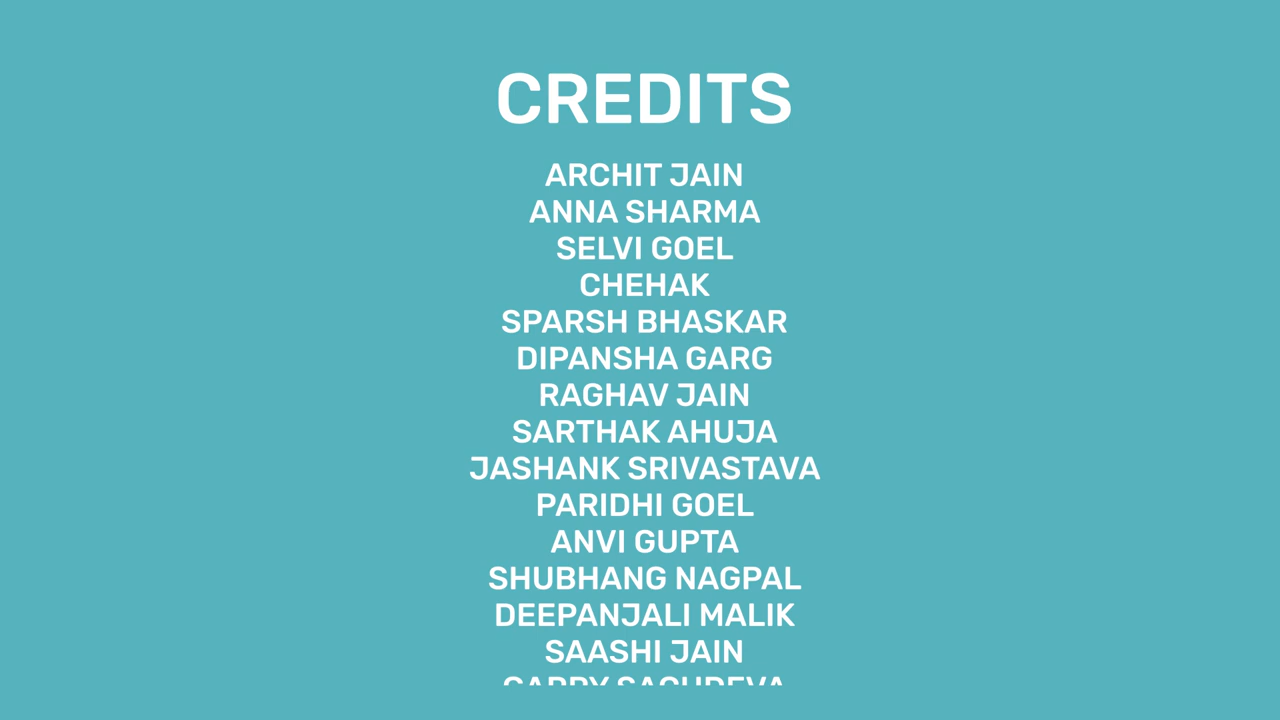 CREDITS
ARCHIT JAIN
ANNA SHARMA
SELVI GOEL
CHEHAK
SPARSH BHASKAR
DIPANSHA GARG
RAGHAV JAIN
SARTHAK AHUJA
JASHANK SRIVASTAVA
PARIDHI GOEL
ANVI GUPTA
SHUBHANG NAGPAL
DEEPANJALI MALIK
SAASHI JAIN